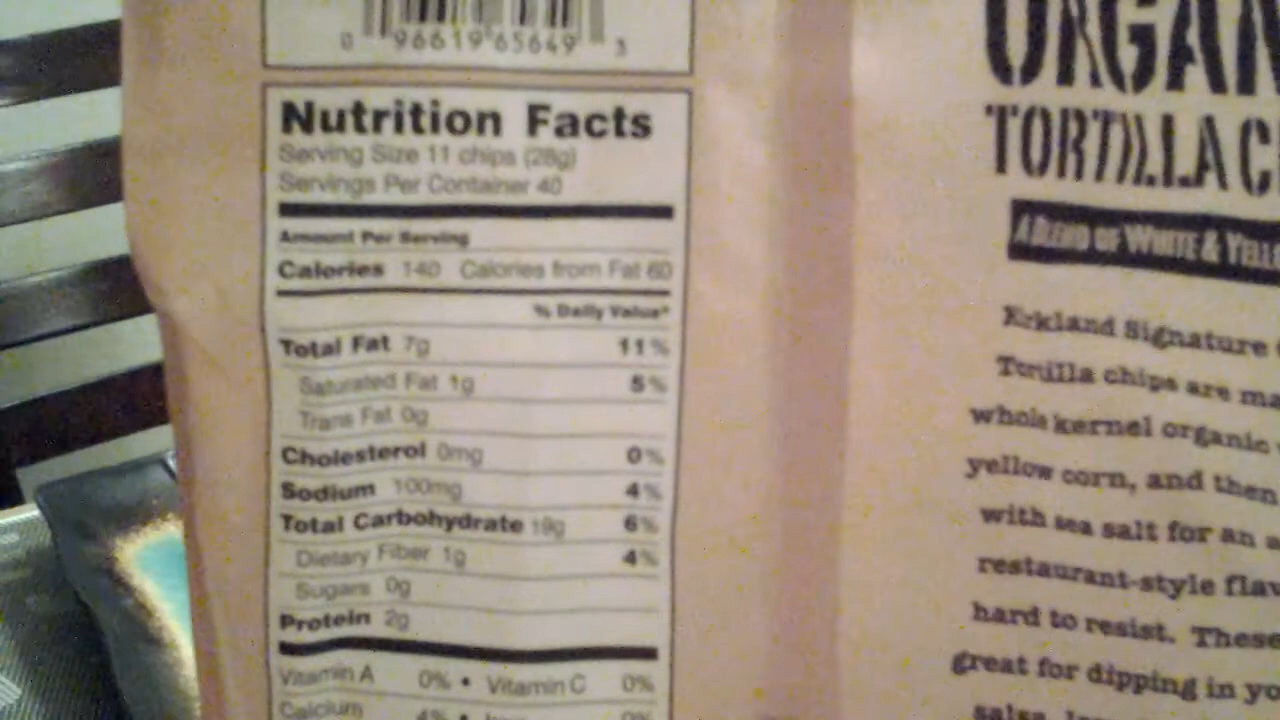 0 96619 65649 3
Nutrition Facts
Serving Size 11 chips (28g)
Servings Per Container 40
Amount Per Serving
Calories 140 Calories from Fat 60
% Daily Value*
Total Fat 7g 11%
Saturated Fat 1g 5%
Trans Fat 0g
Cholesterol 0mg 0%
Sodium 100mg 4%
Total Carbohydrate 6%
Dietary Fiber 1g 4%
Sugars 0g
Protein 2g
Vitamin A 0% • Vitamin C 0%
Calcium 4% • 0%
ORGAN
TORTILLA C
A BLEND OF WHITE & YELL
Kirkland Signature
Tortilla chips are ma
whole kernel organic
yellow corn, and then
with sea salt for an a
restaurant-style flav
hard to resist. These
great for dipping in yo
salsa,